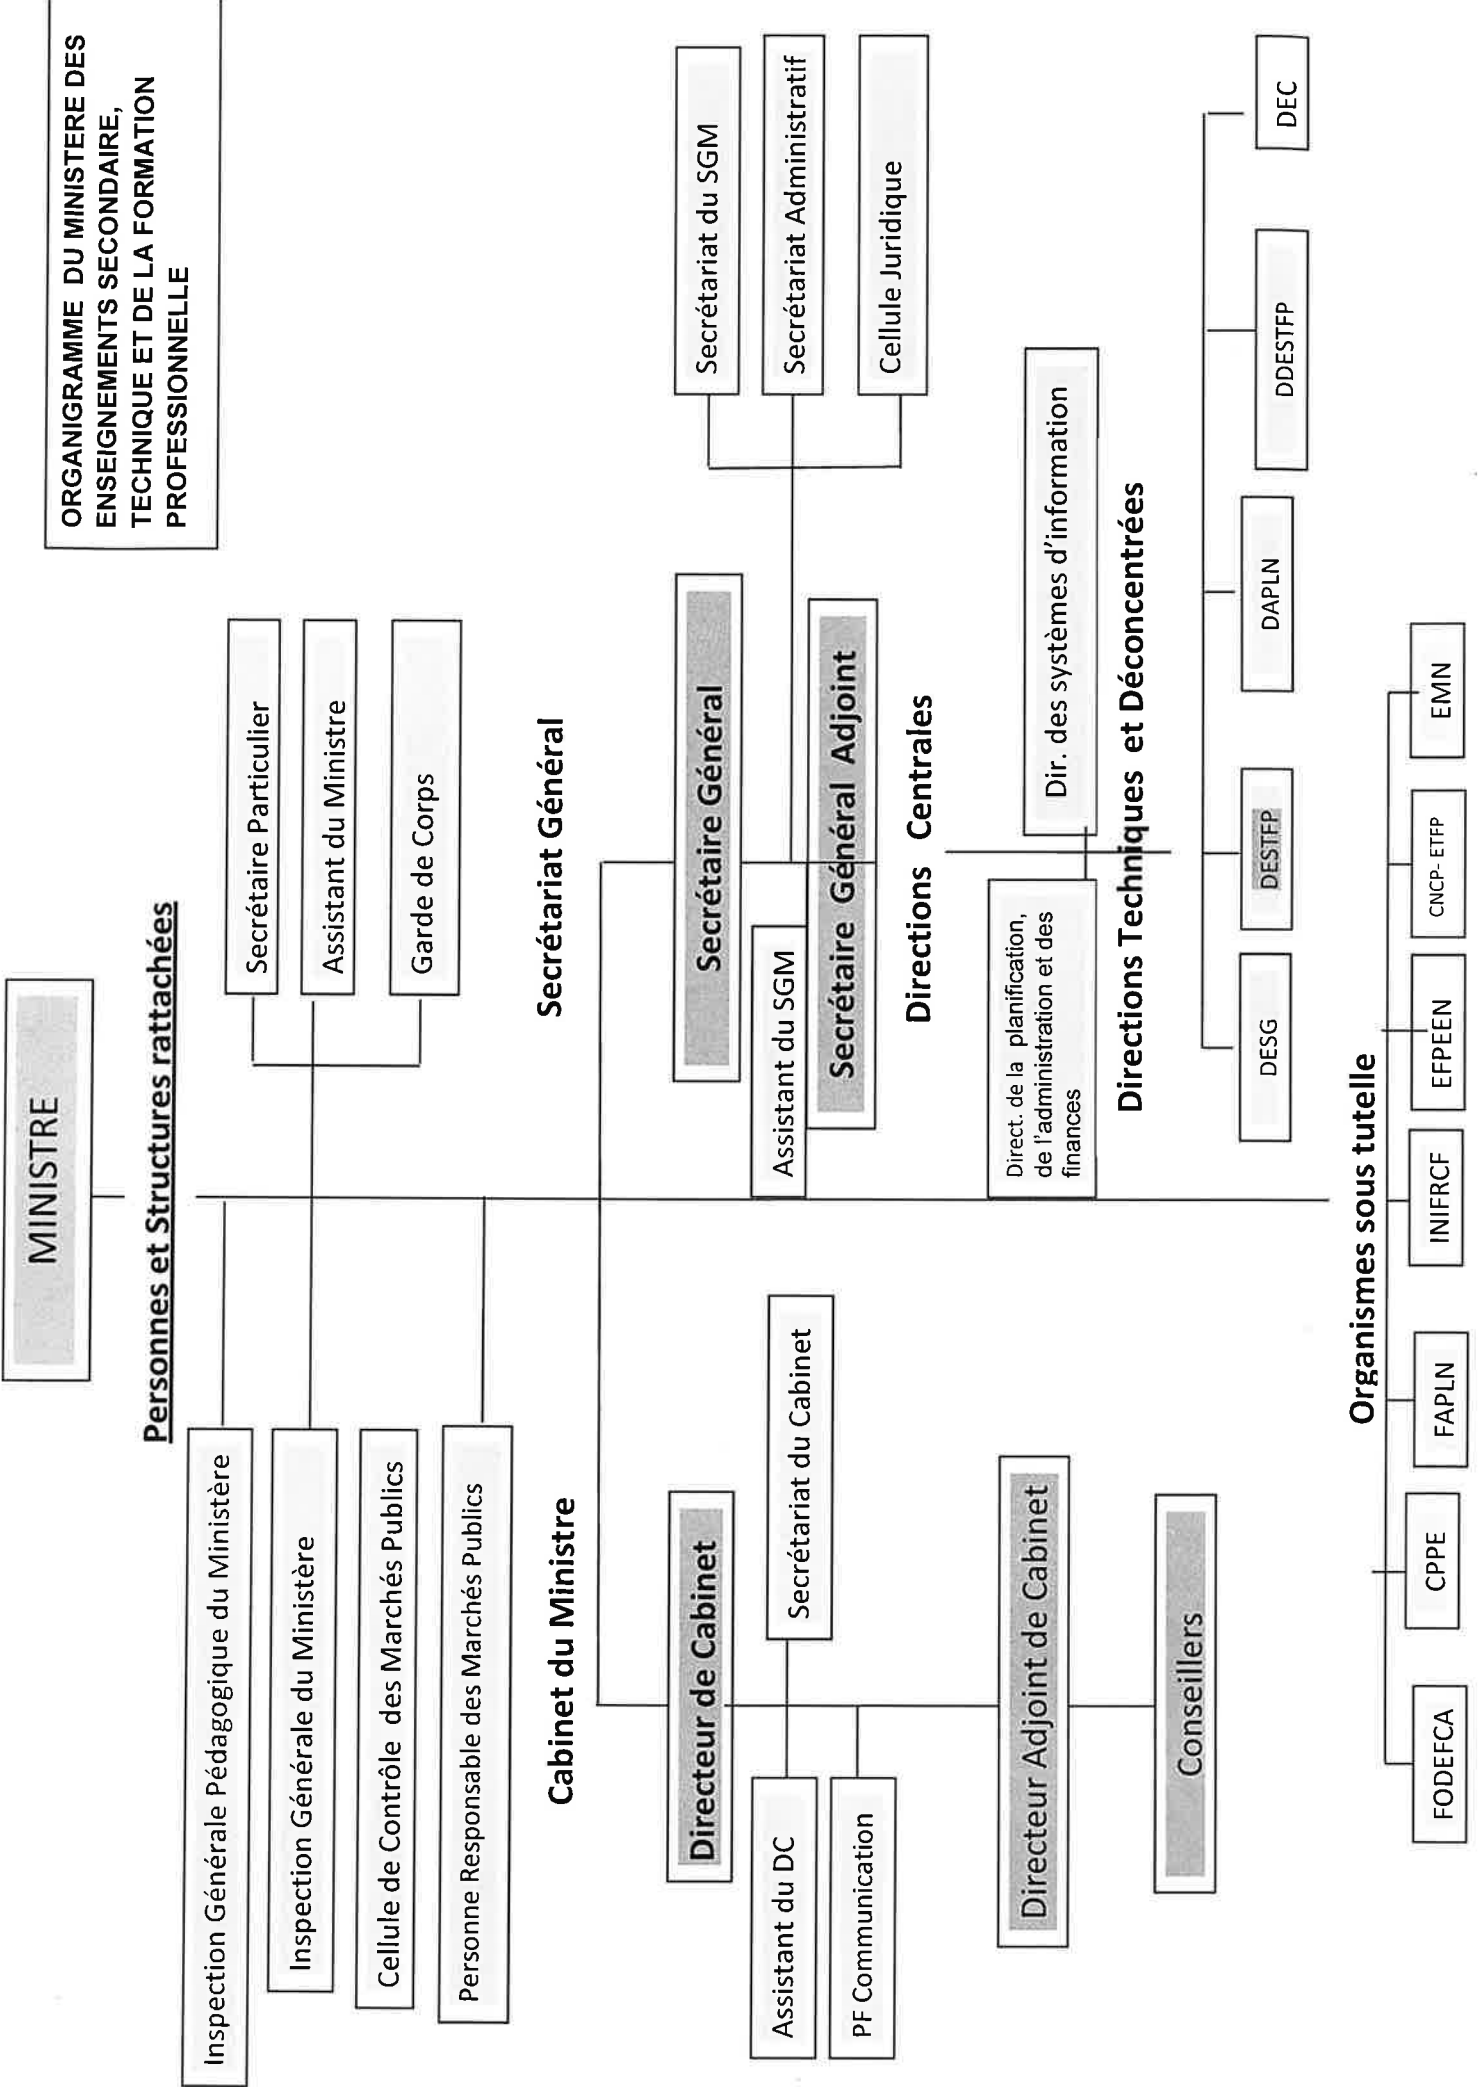 ORGANIGRAMME DU MINISTERE DES
ENSEIGNEMENTS SECONDAIRE,
TECHNIQUE ET DE LA FORMATION
PROFESSIONNELLE
MINISTRE
Personnes et Structures rattachées
Inspection Générale Pédagogique du Ministère
Inspection Générale du Ministère
Cellule de Contrôle des Marchés Publics
Personne Responsable des Marchés Publics
Secrétaire Particulier
Assistant du Ministre
Garde de Corps
Cabinet du Ministre
Secrétariat Général
Directeur de Cabinet
Secrétariat du Cabinet
Assistant du DC
PF Communication
Directeur Adjoint de Cabinet
Conseillers
Secrétaire Général
Assistant du SGM
Secrétaire Général Adjoint
Secrétariat du SGM
Secrétariat Administratif
Cellule Juridique
Directions Centrales
Direct. de la planification,
de l'administration et des
finances
Dir. des systèmes d'information
Directions Techniques et Déconcentrées
DESG
DESTFP
DAPLN
DDESTFP
DEC
Organismes sous tutelle
FODEFCA
CPPE
FAPLN
INIFRCF
EFPEEN
CNCP- ETFP
EMN